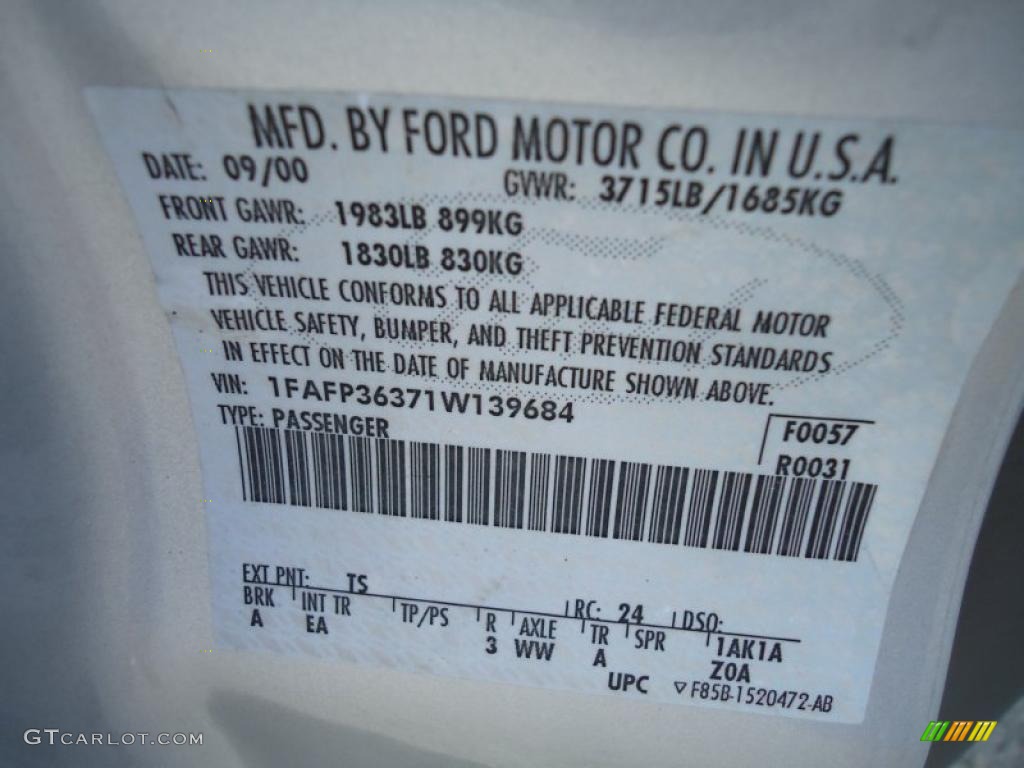 MFD. BY FORD MOTOR CO. IN U.S.A.
DATE: 09/00 GVWR: 3715LB/1685KG
FRONT GAWR: 1983LB 899KG
REAR GAWR: 1830LB 830KG
THIS VEHICLE CONFORMS TO ALL APPLICABLE FEDERAL MOTOR
VEHICLE SAFETY, BUMPER, AND THEFT PREVENTION STANDARDS
IN EFFECT ON THE DATE OF MANUFACTURE SHOWN ABOVE.
VIN: 1FAFP36371W139684
TYPE: PASSENGER
F0057
R0031
EXT PNT: TS RC: 24 DSO:
BRK INT TR TP/PS R AXLE TR SPR 1AK1A
A EA 3 WW A Z0A
UPC ▽F85B-1520472-AB
GTCARLOT.COM